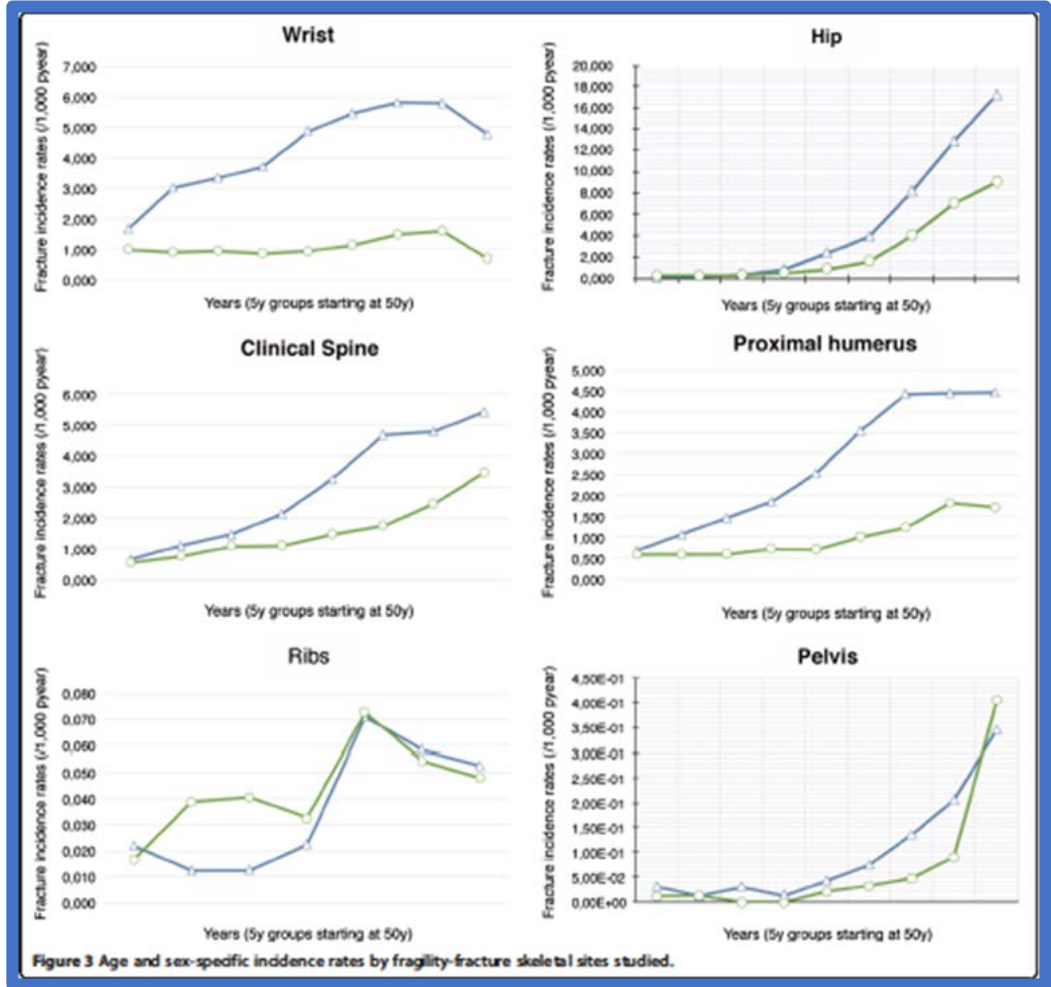 Wrist
Fracture incidence rates (/1,000 pyear)
7,000
6,000
5,000
4,000
3,000
2,000
1,000
0,000
Years (5y groups starting at 50y)
Hip
Fracture incidence rates (/1,000 pyear)
20,000
18,000
16,000
14,000
12,000
10,000
8,000
6,000
4,000
2,000
0,000
Years (5y groups starting at 50y)
Clinical Spine
Fracture incidence rates (/1,000 pyear)
6,000
5,000
4,000
3,000
2,000
1,000
0,000
Years (5y groups starting at 50y)
Proximal humerus
Fracture incidence rates (/1,000 pyear)
5,000
4,500
4,000
3,500
3,000
2,500
2,000
1,500
1,000
0,500
0,000
Years (5y groups starting at 50y)
Ribs
Fracture incidence rates (/1,000 pyear)
0,080
0,070
0,060
0,050
0,040
0,030
0,020
0,010
0,000
Years (5y groups starting at 50y)
Pelvis
Fracture incidence rates (/1,000 pyear)
4,50E-01
4,00E-01
3,00E-01
2,00E-01
1,50E-01
1,00E-01
5,00E-02
0,00E+00
Years (5y groups starting at 50y)
Figure 3 Age and sex-specific incidence rates by fragility-fracture skeletal sites studied.